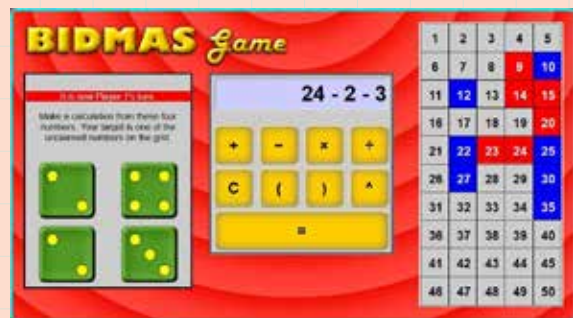 BIDMAS Game
It is now Player 1's turn.
Make a calculation from these four
numbers. Your target is one of the
unclaimed numbers on the grid.
24 - 2 - 3
+ - × ÷
C ( ) ^
=
1 2 3 4 5
6 7 8 9 10
11 12 13 14 15
16 17 18 19 20
21 22 23 24 25
26 27 28 29 30
31 32 33 34 35
36 37 38 39 40
41 42 43 44 45
46 47 48 49 50